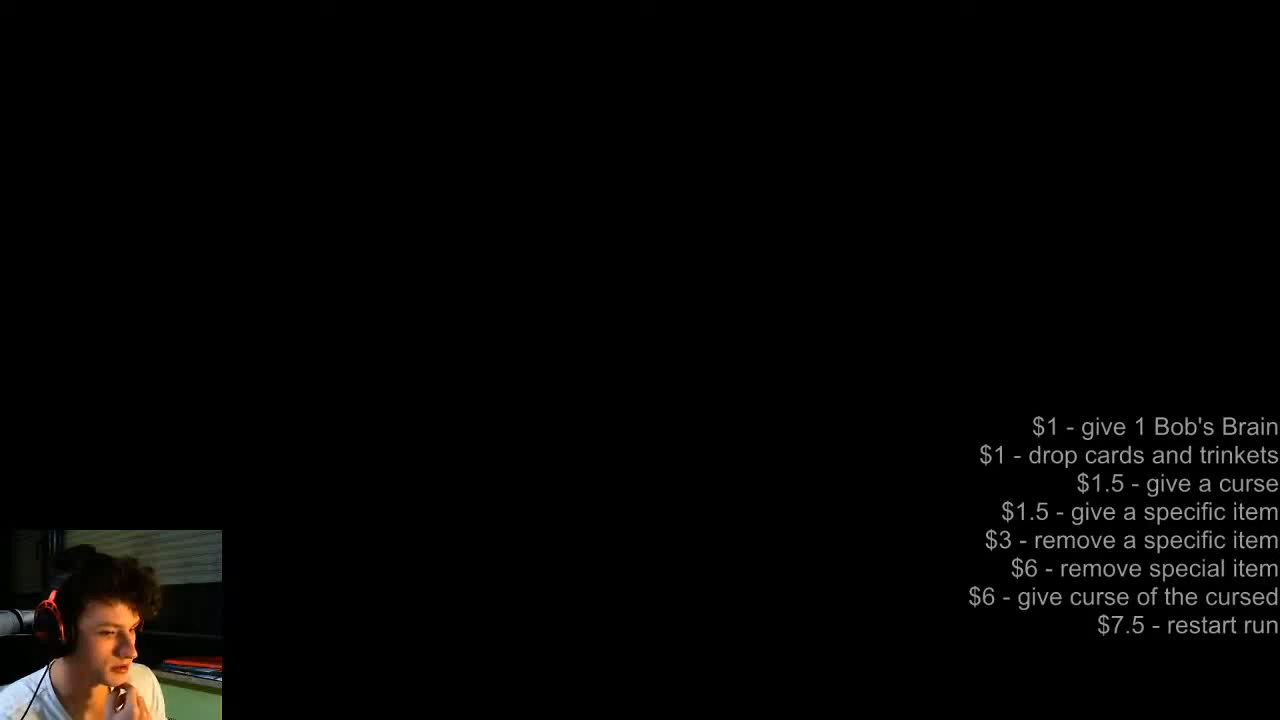 $1 - give 1 Bob's Brain
$1 - drop cards and trinkets
$1.5 - give a curse
$1.5 - give a specific item
$3 - remove a specific item
$6 - remove special item
$6 - give curse of the cursed
$7.5 - restart run